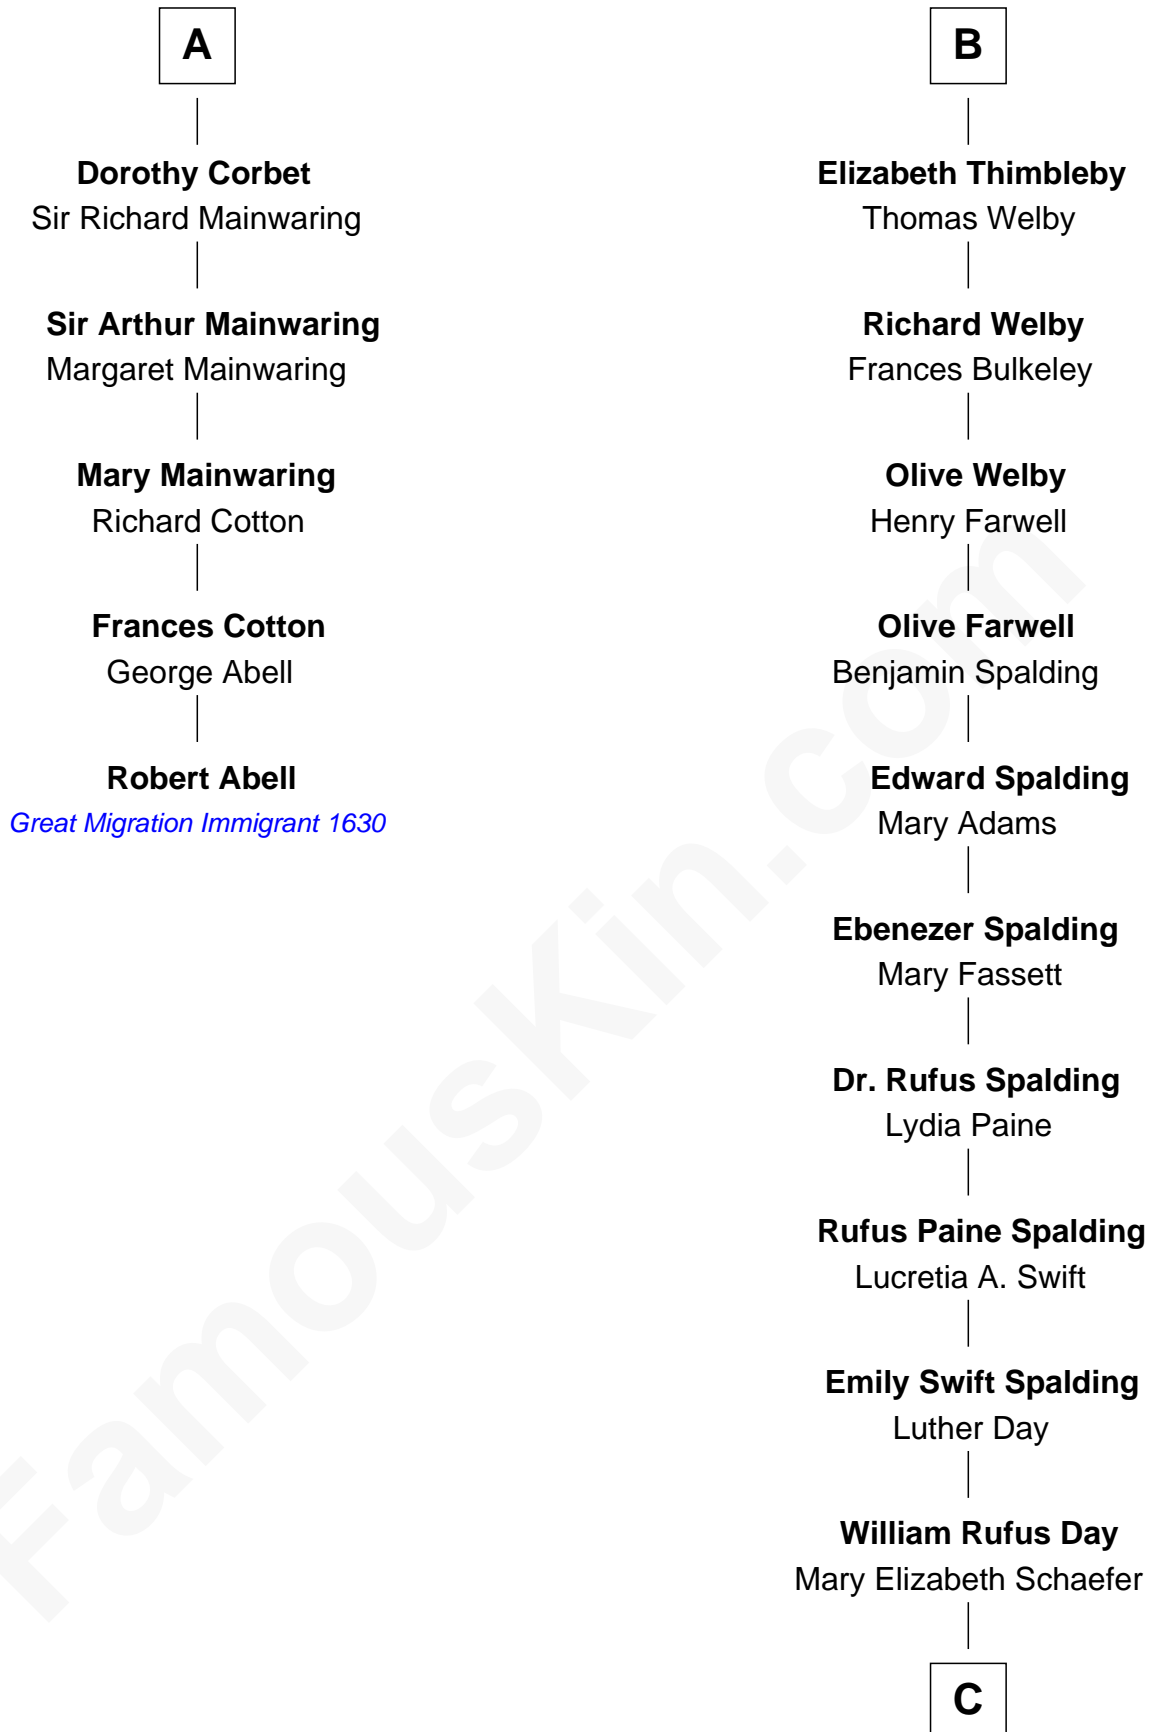 A
Dorothy Corbet
Sir Richard Mainwaring
Sir Arthur Mainwaring
Margaret Mainwaring
Mary Mainwaring
Richard Cotton
Frances Cotton
George Abell
Robert Abell
Great Migration Immigrant 1630
B
Elizabeth Thimbleby
Thomas Welby
Richard Welby
Frances Bulkeley
Olive Welby
Henry Farwell
Olive Farwell
Benjamin Spalding
Edward Spalding
Mary Adams
Ebenezer Spalding
Mary Fassett
Dr. Rufus Spalding
Lydia Paine
Rufus Paine Spalding
Lucretia A. Swift
Emily Swift Spalding
Luther Day
William Rufus Day
Mary Elizabeth Schaefer
C
FamousKin.com